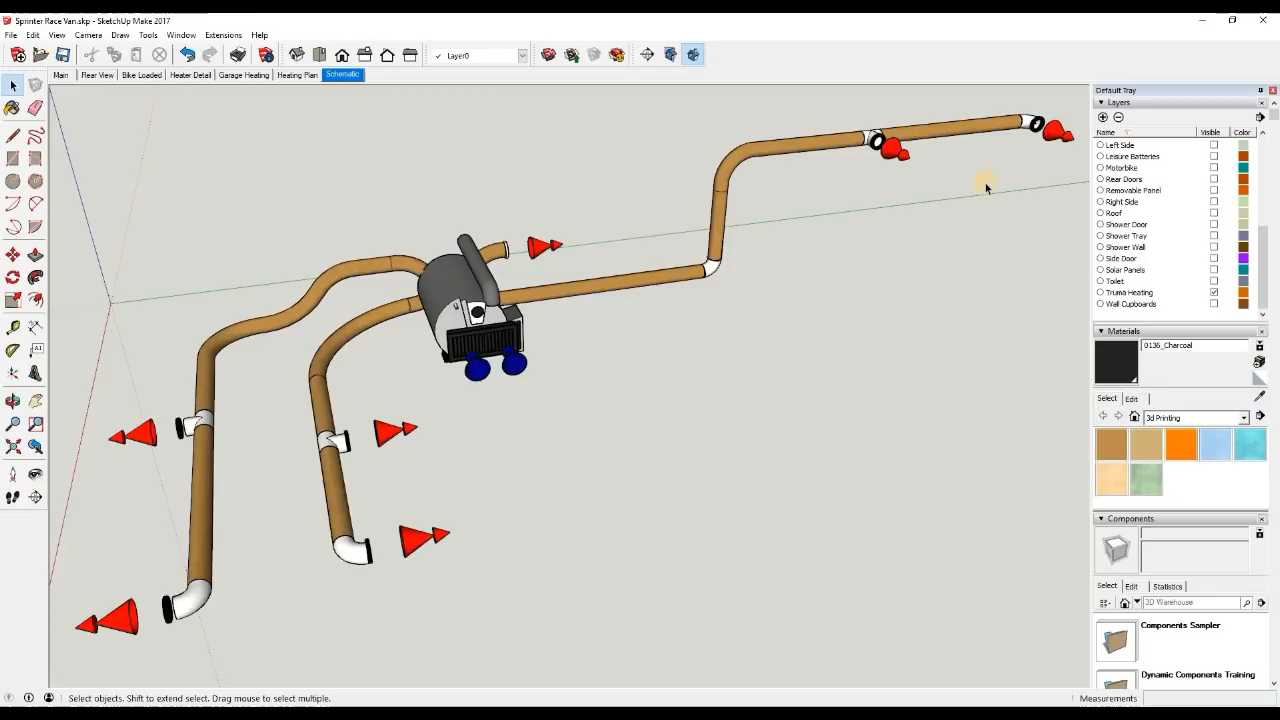 Sprinter Race Van.skp - SketchUp Make 2017
File Edit View Camera Draw Tools Window Extensions Help
Layer0
Main Rear View Bike Loaded Heater Detail Garage Heating Heating Plan Schematic
Default Tray
Layers
Name Visible Color
Left Side
Leisure Batteries
Motorbike
Rear Doors
Removable Panel
Right Side
Roof
Shower Door
Shower Tray
Shower Wall
Side Door
Solar Panels
Toilet
Truma Heating
Wall Cupboards
Materials
0136_Charcoal
Select Edit
3d Printing
Components
Select Edit Statistics
3D Warehouse
Components Sampler
Dynamic Components Training
Select objects. Shift to extend select. Drag mouse to select multiple.
Measurements